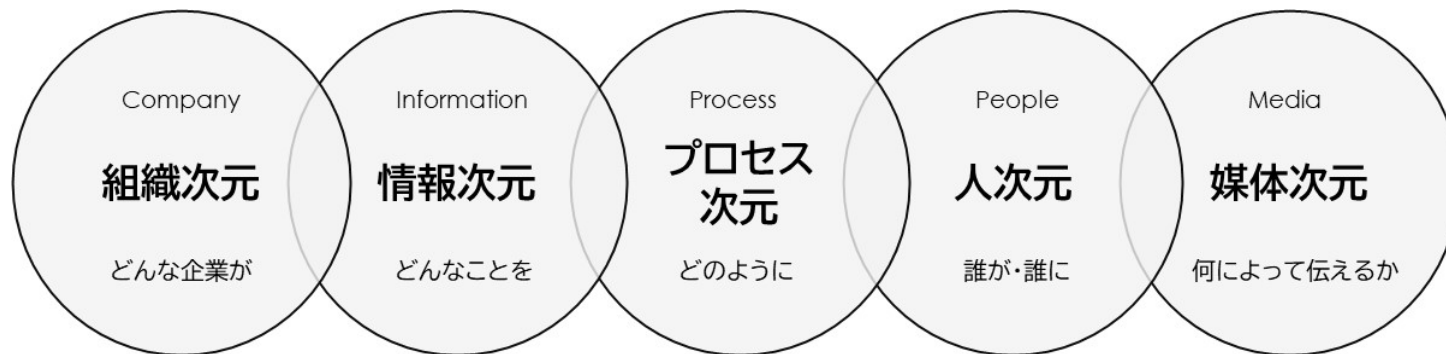 Company
組織次元
どんな企業が
Information
情報次元
どんなことを
Process
プロセス
次元
どのように
People
人次元
誰が・誰に
Media
媒体次元
何によって伝えるか